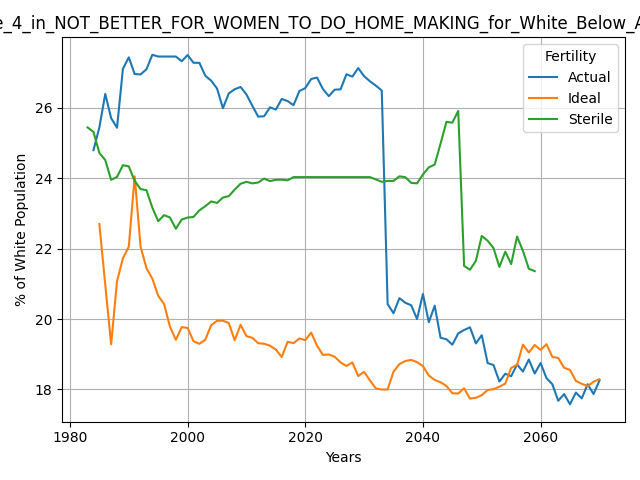 e_4_in_NOT_BETTER_FOR_WOMEN_TO_DO_HOME_MAKING_for_White_Below_A
Fertility
Actual
Ideal
Sterile
% of White Population
26
24
22
20
18
1980
2000
2020
2040
2060
Years